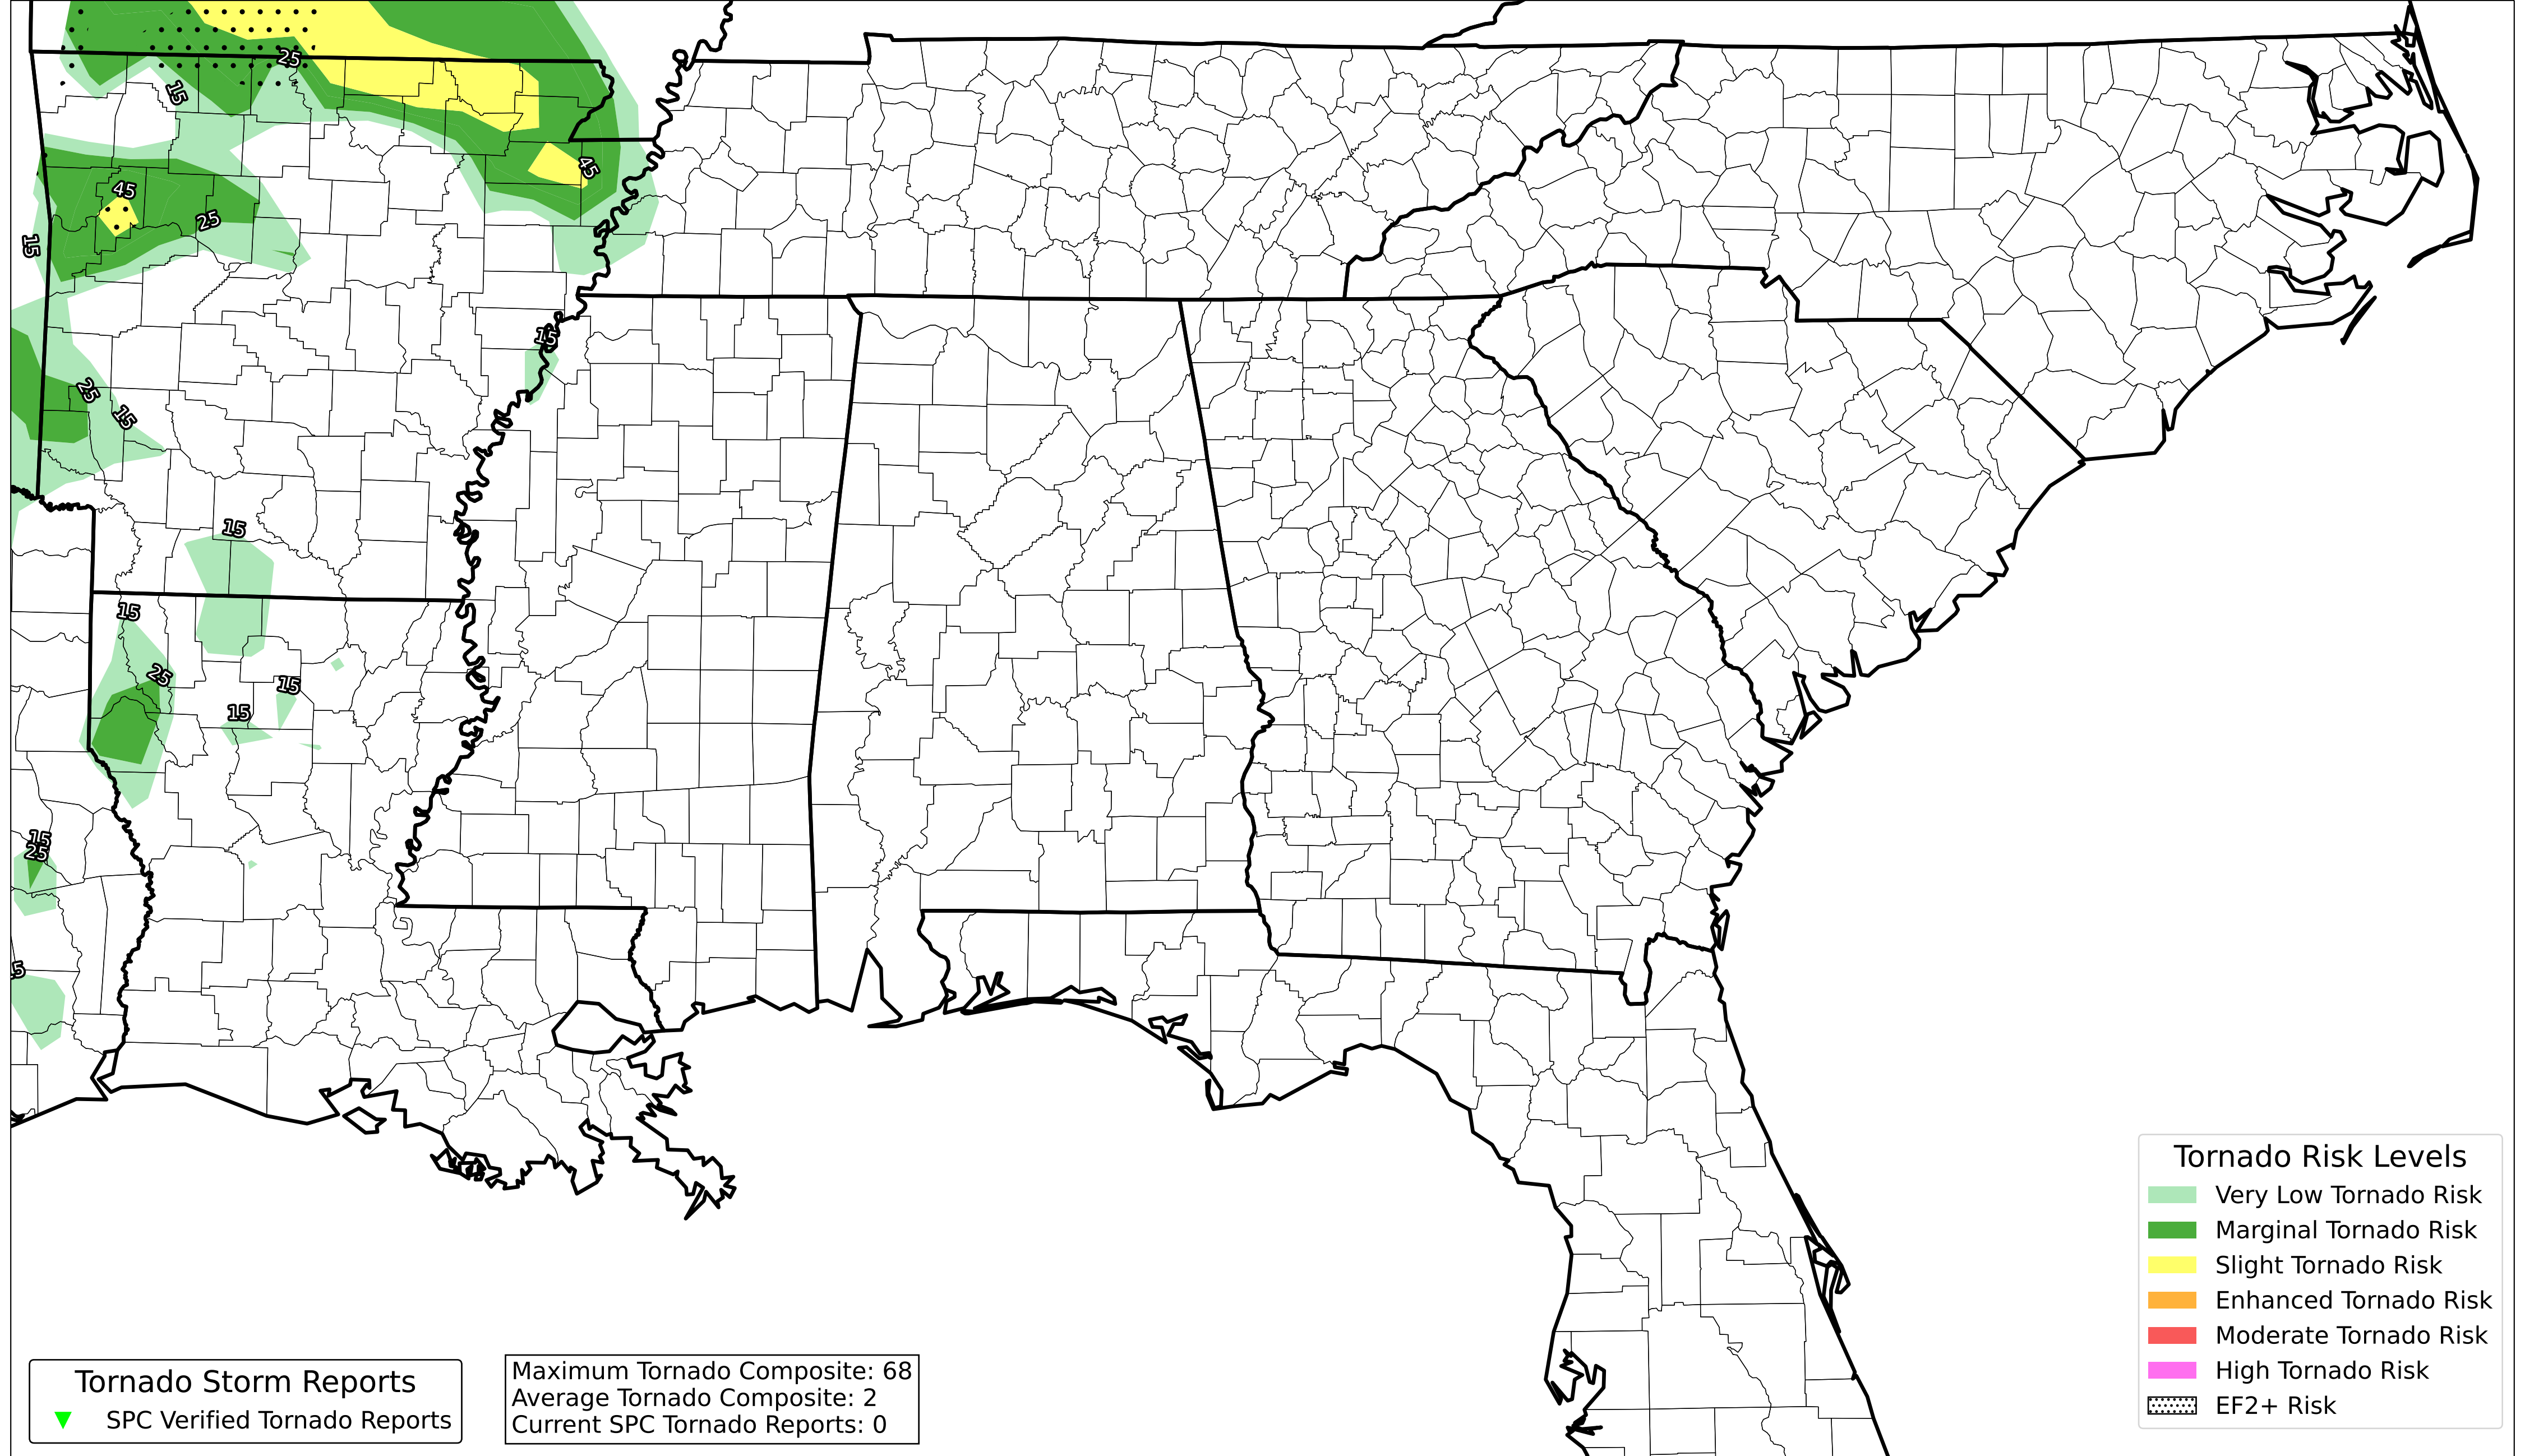 25
15
45
45
25
15
15
25
15
15
15
25
15
15
15
25
15
Tornado Risk Levels
Very Low Tornado Risk
Marginal Tornado Risk
Slight Tornado Risk
Enhanced Tornado Risk
Moderate Tornado Risk
High Tornado Risk
EF2+ Risk
Tornado Storm Reports
SPC Verified Tornado Reports
Maximum Tornado Composite: 68
Average Tornado Composite: 2
Current SPC Tornado Reports: 0